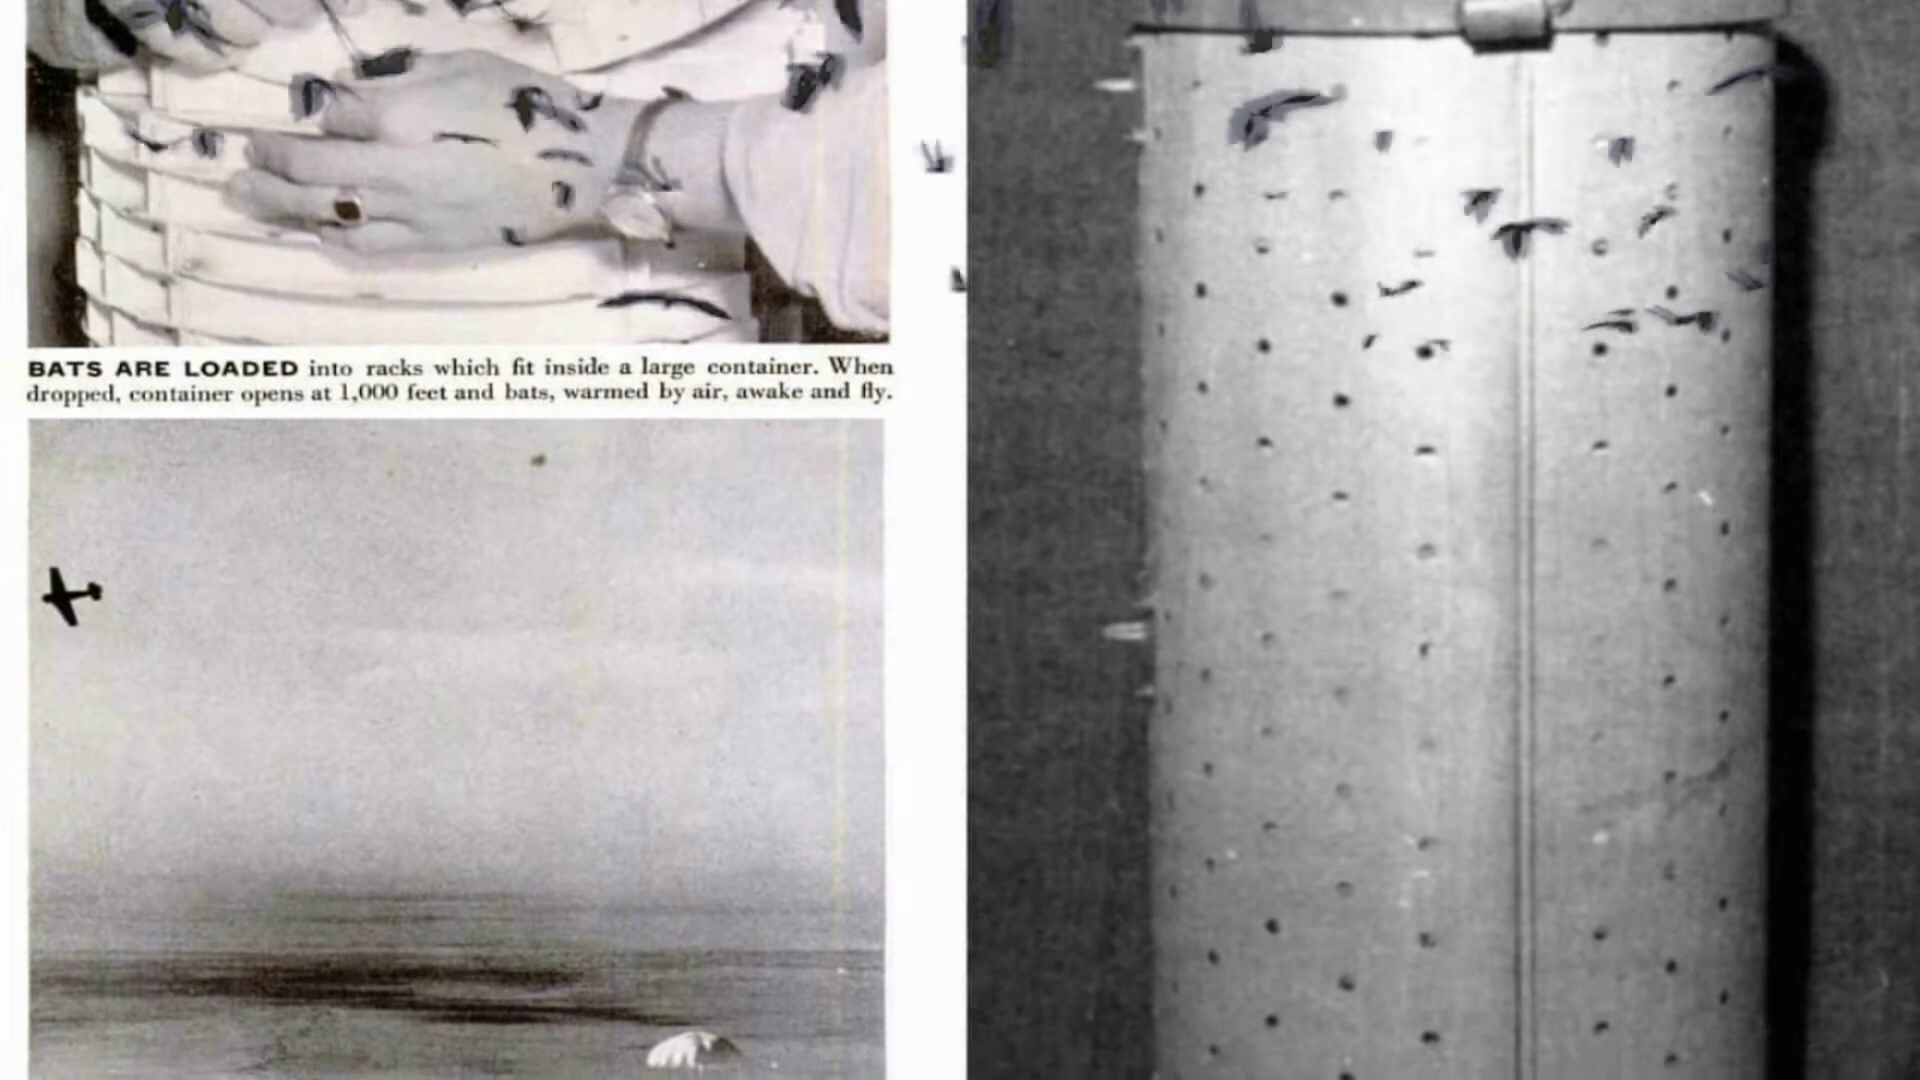 BATS ARE LOADED into racks which fit inside a large container. When
dropped, container opens at 1,000 feet and bats, warmed by air, awake and fly.